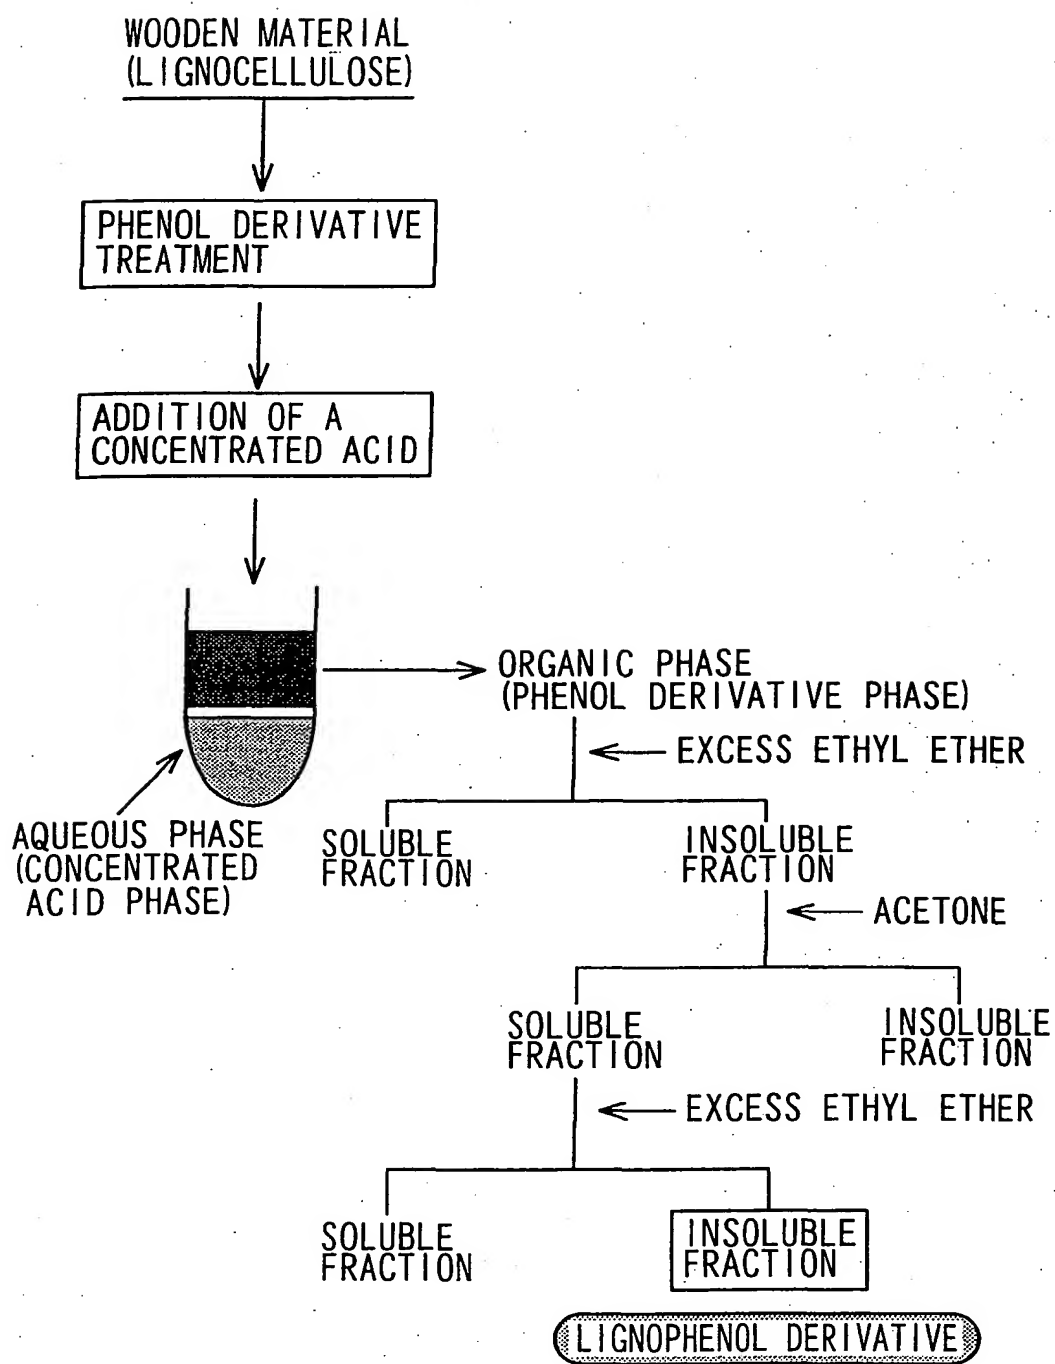 WOODEN MATERIAL
(LIGNOCELLULOSE)
PHENOL DERIVATIVE
TREATMENT
ADDITION OF A
CONCENTRATED ACID
ORGANIC PHASE
(PHENOL DERIVATIVE PHASE)
EXCESS ETHYL ETHER
AQUEOUS PHASE
(CONCENTRATED
ACID PHASE)
SOLUBLE
FRACTION
INSOLUBLE
FRACTION
ACETONE
SOLUBLE
FRACTION
INSOLUBLE
FRACTION
EXCESS ETHYL ETHER
SOLUBLE
FRACTION
INSOLUBLE
FRACTION
LIGNOPHENOL DERIVATIVE